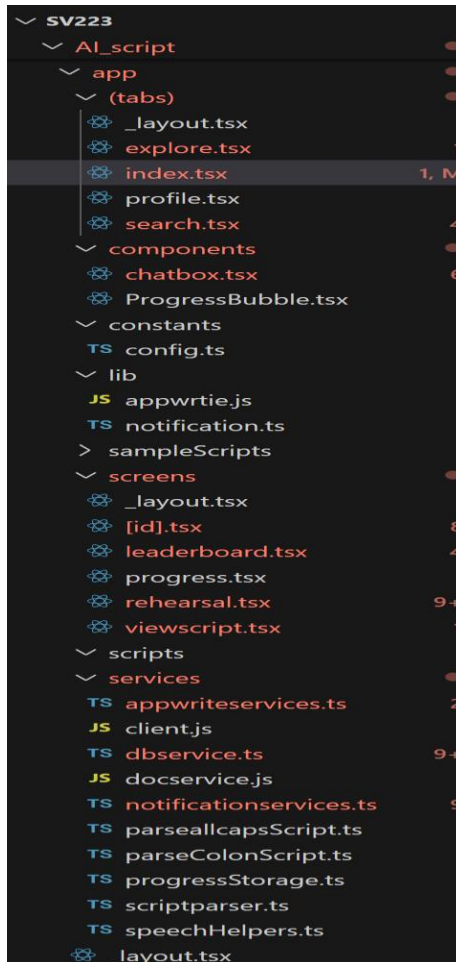 SV223
AI_script
app
(tabs)
_layout.tsx
explore.tsx
index.tsx 1, M
profile.tsx
search.tsx 4
components
chatbox.tsx 6
ProgressBubble.tsx
constants
TS config.ts
lib
JS appwrtie.js
TS notification.ts
sampleScripts
screens
_layout.tsx
[id].tsx 8
leaderboard.tsx 4
progress.tsx
rehearsal.tsx 9+
viewscript.tsx
scripts
services
TS appwriteservices.ts 2
JS client.js
TS dbservice.ts 9+
JS docservice.js
TS notificationservices.ts 9
TS parseallcapsScript.ts
TS parseColonScript.ts
TS progressStorage.ts
TS scriptparser.ts
TS speechHelpers.ts
layout.tsx